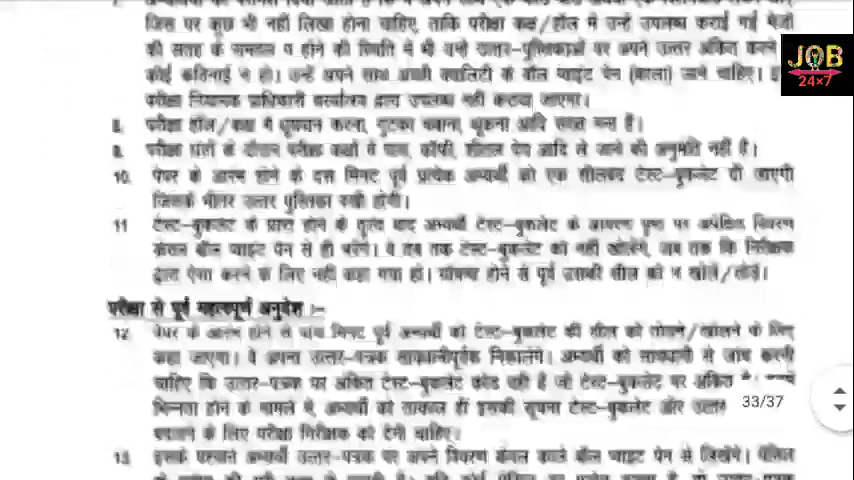 जिस पर कुछ भी नहीं लिखा होना चाहिए, ताकि परीक्षा कक्ष/हॉल में उन्हें उपलब्ध कराई गई मेजों
की सतह के समतल न होने की स्थिति में भी उन्हें उत्तर-पुस्तिकाओं पर अपने उत्तर अंकित करने
कोई कठिनाई न हो। उन्हें अपने साथ अच्छी क्वालिटी के बॉल प्वाइंट पेन (काला) लाने चाहिए।
परीक्षा नियामक प्राधिकारी द्वारा उपलब्ध नहीं कराया जाएगा।
8. परीक्षा हॉल/कक्ष में धूम्रपान करना, गुटका चबाना, थूकना आदि सख्त मना है।
9. परीक्षा घंटों के दौरान परीक्षा कक्षों से चाय, कॉफी, शीतल पेय आदि ले जाने की अनुमति नहीं है।
10. पेपर के आरम्भ होने के दस मिनट पूर्व प्रत्येक अभ्यर्थी को एक सीलबंद टेस्ट-बुकलेट दी जाएगी
जिसके भीतर उत्तर पुस्तिका रखी होगी।
11 टेस्ट-बुकलेट के प्राप्त होने के तुरंत बाद अभ्यर्थी टेस्ट-बुकलेट के आवरण पृष्ठ पर अपेक्षित विवरण
केवल बॉल प्वाइंट पेन से ही भरेंगे। वे तब तक टेस्ट-बुकलेट को नहीं खोलेंगे, जब तक कि निरीक्षक
द्वारा ऐसा करने के लिए नहीं कहा गया हो। घोषणा होने से पूर्व उसकी सील को न खोलें/तोड़ें।
परीक्षा से पूर्व महत्वपूर्ण अनुदेश :-
12 पेपर के आरम्भ होने से पांच मिनट पूर्व अभ्यर्थी को टेस्ट-बुकलेट की सील को तोड़ने/खोलने के लिए
कहा जाएगा। वे अपना उत्तर-पत्रक सावधानीपूर्वक निकालेंगे। अभ्यर्थी को सावधानी से जांच करनी
चाहिए कि उत्तर-पत्रक पर अंकित टेस्ट-बुकलेट कोड वही है जो टेस्ट-बुकलेट पर अंकित है।
भिन्नता होने के मामले में, अभ्यर्थी को तत्काल ही इसकी सूचना टेस्ट-बुकलेट और उत्तर
बदलने के लिए परीक्षा निरीक्षक को देनी चाहिए।
13 इसके पश्चात अभ्यर्थी उत्तर-पत्रक पर अपने विवरण केवल काले बॉल प्वाइंट पेन से लिखेंगे। पेंसिल
JOB
24×7
33/37